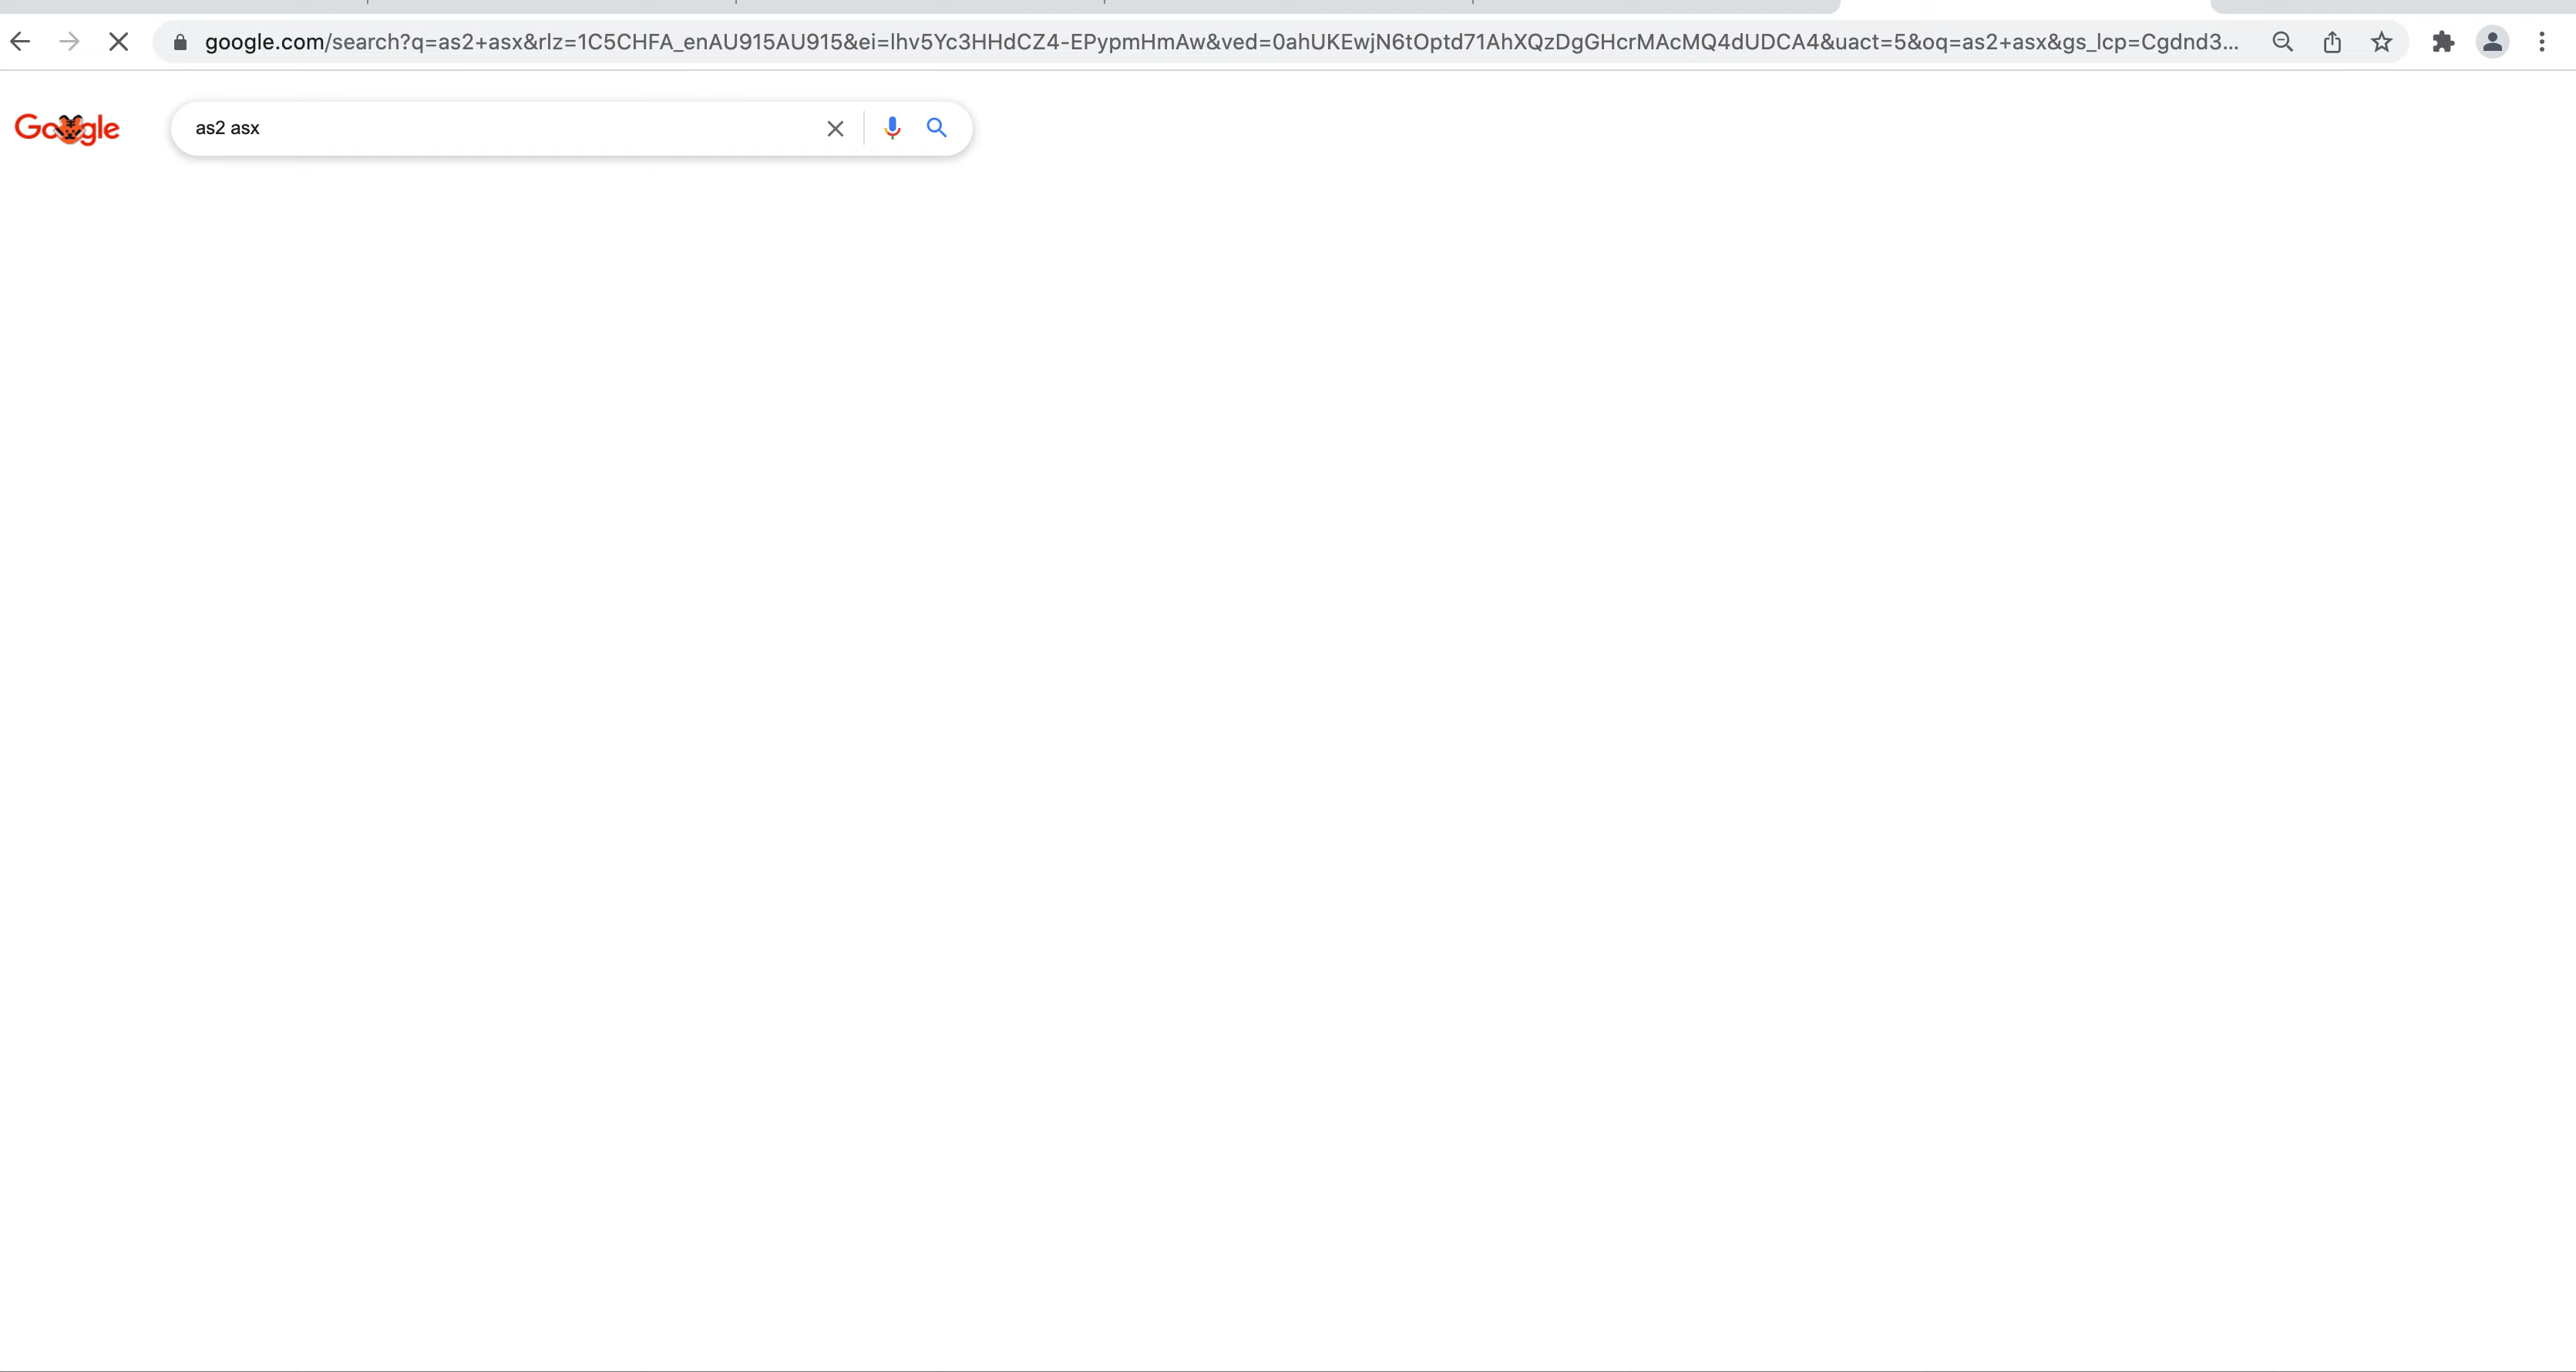 google.com/search?q=as2+asx&rlz=1C5CHFA_enAU915AU915&ei=lhv5Yc3HHdCZ4-EPypmHmAw&ved=0ahUKEwjN6tOptd71AhXQzDgGHcrMAcMQ4dUDCA4&uact=5&oq=as2+asx&gs_lcp=Cgdnd3...
Google
as2 asx